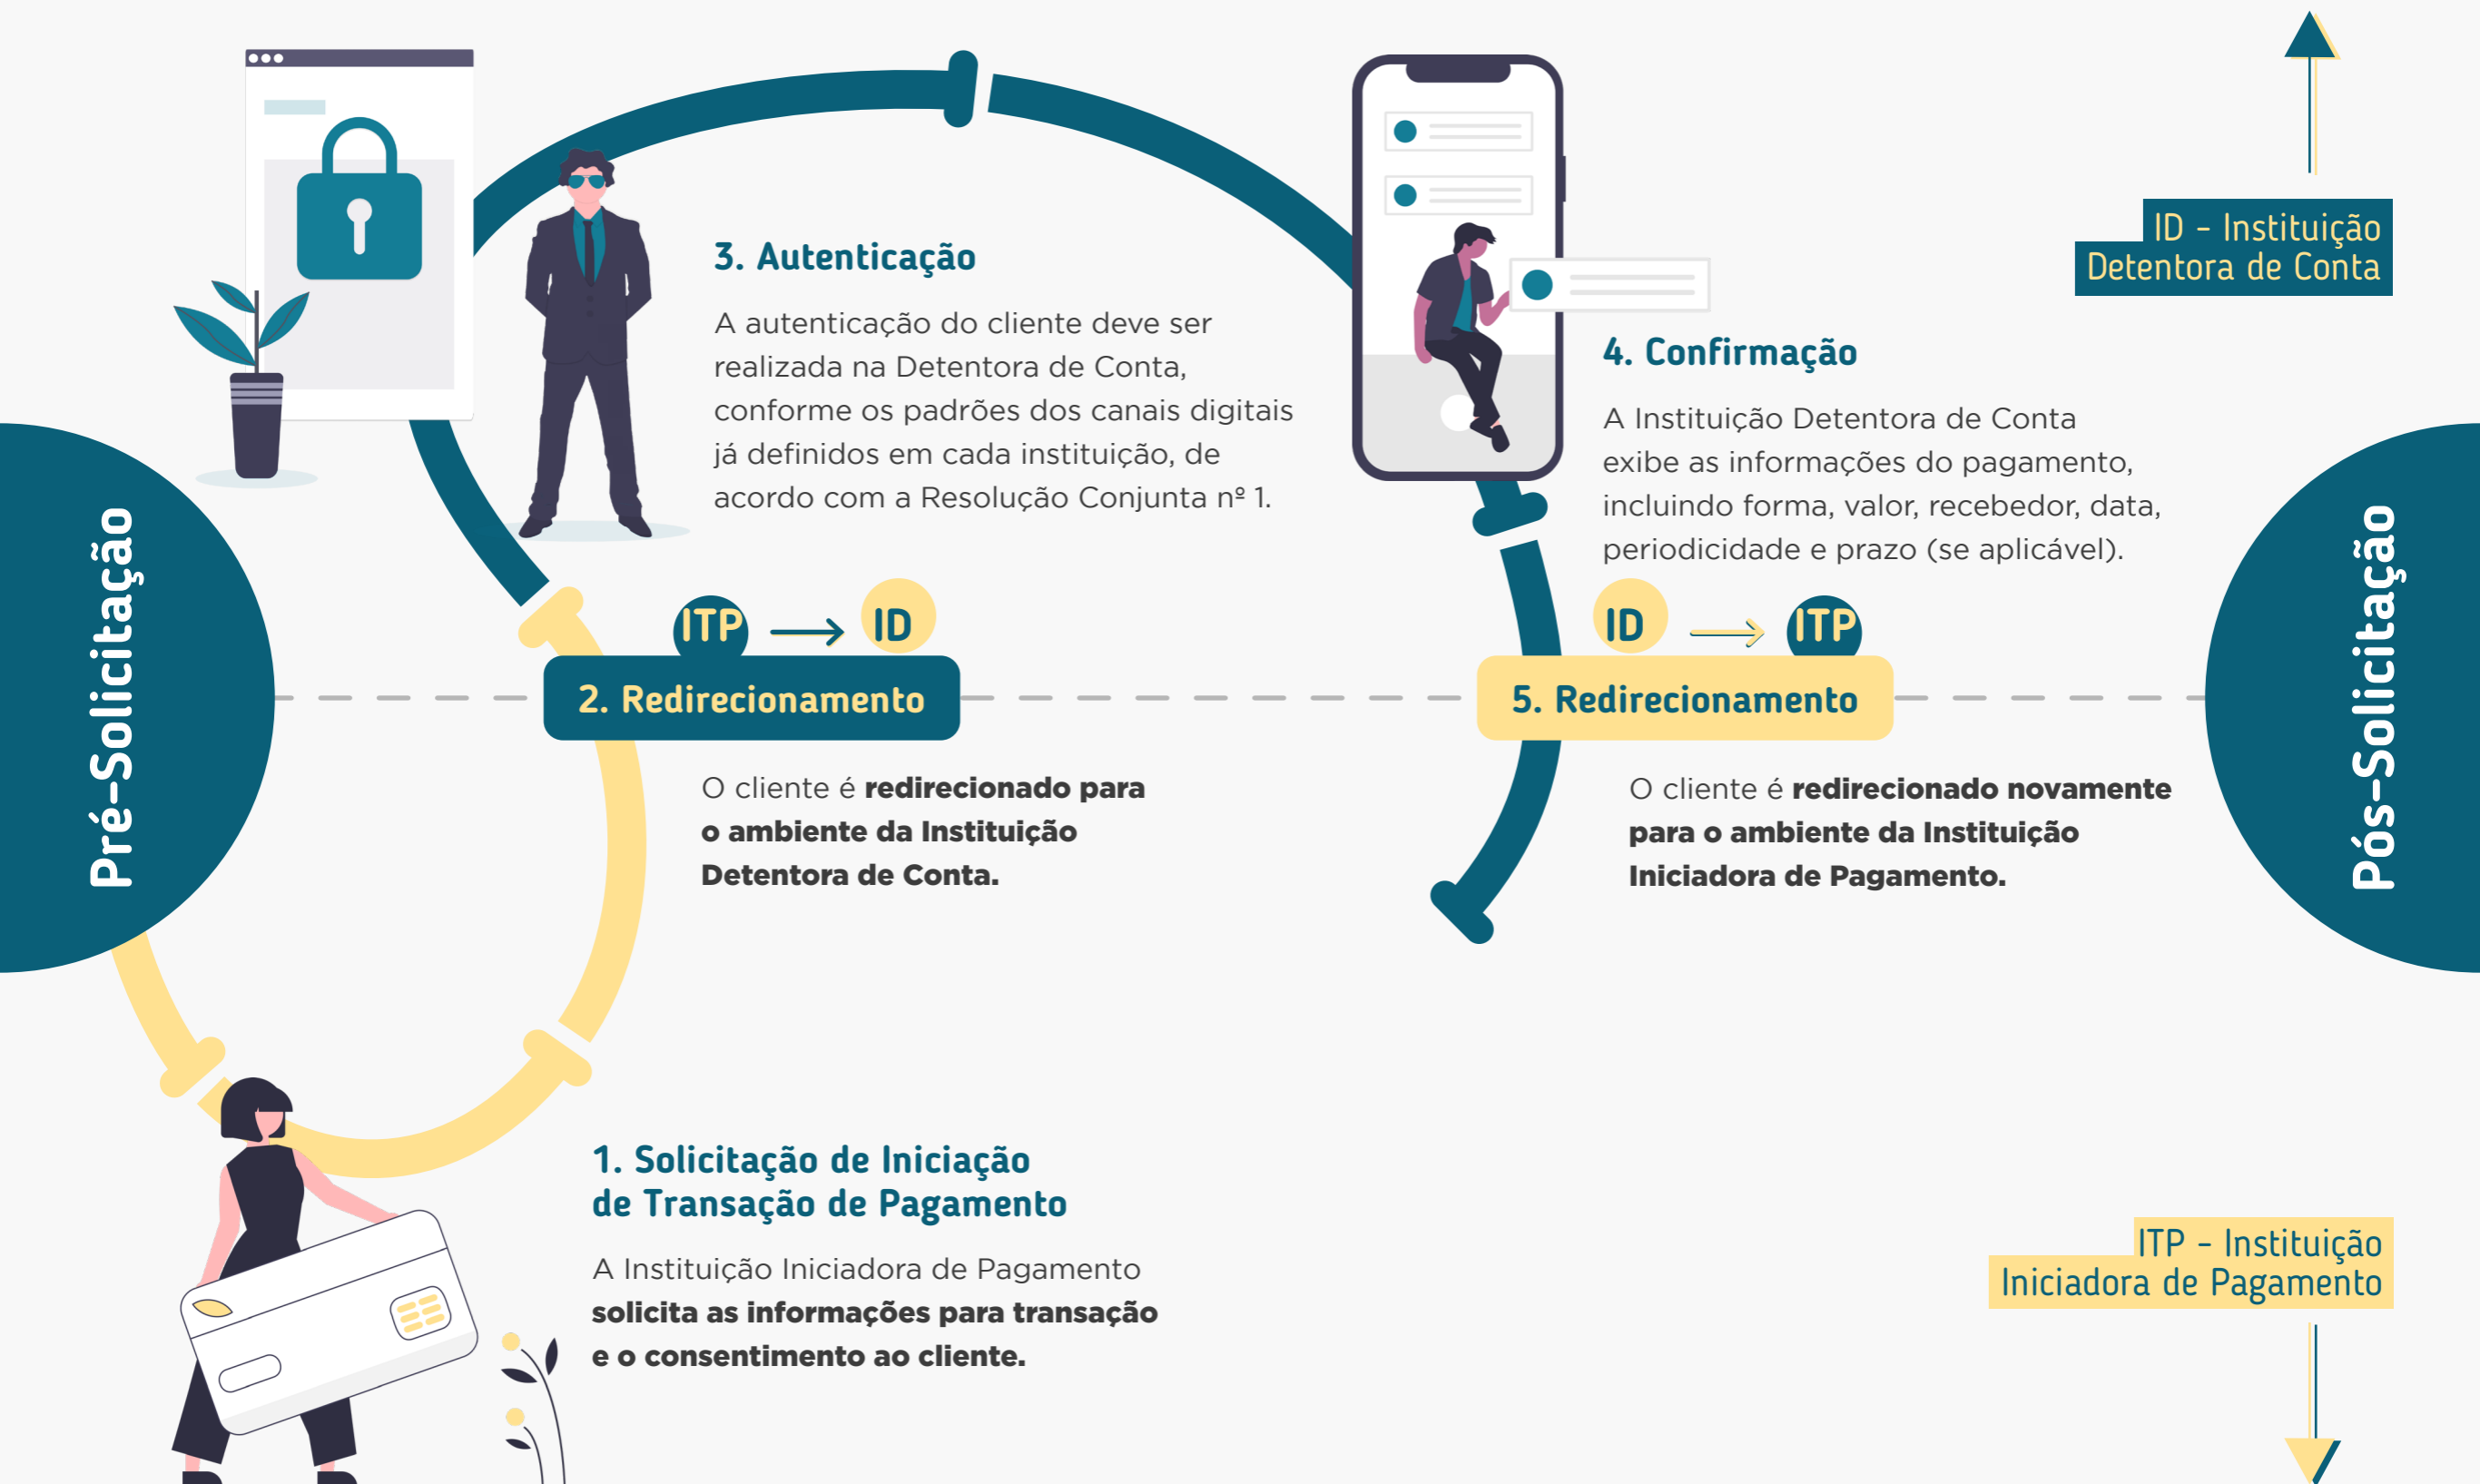 Pré-Solicitação
1. Solicitação de Iniciação
de Transação de Pagamento
A Instituição Iniciadora de Pagamento
solicita as informações para transação
e o consentimento ao cliente.
ITP
ID
2. Redirecionamento
O cliente é redirecionado para
o ambiente da Instituição
Detentora de Conta.
3. Autenticação
A autenticação do cliente deve ser
realizada na Detentora de Conta,
conforme os padrões dos canais digitais
já definidos em cada instituição, de
acordo com a Resolução Conjunta nº 1.
4. Confirmação
A Instituição Detentora de Conta
exibe as informações do pagamento,
incluindo forma, valor, recebedor, data,
periodicidade e prazo (se aplicável).
ID
ITP
5. Redirecionamento
O cliente é redirecionado novamente
para o ambiente da Instituição
Iniciadora de Pagamento.
Pós-Solicitação
ID - Instituição
Detentora de Conta
ITP - Instituição
Iniciadora de Pagamento